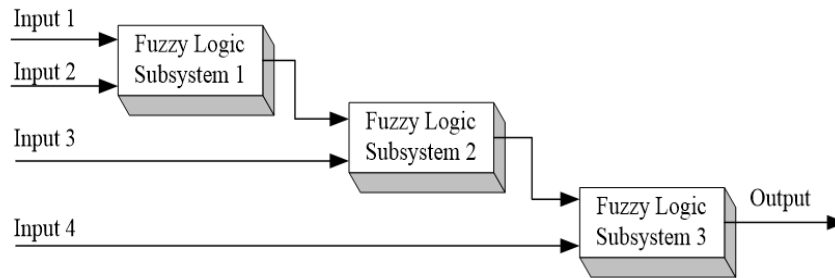 Input 1
Fuzzy Logic
Subsystem 1
Input 2
Fuzzy Logic
Subsystem 2
Input 3
Fuzzy Logic
Subsystem 3
Output
Input 4